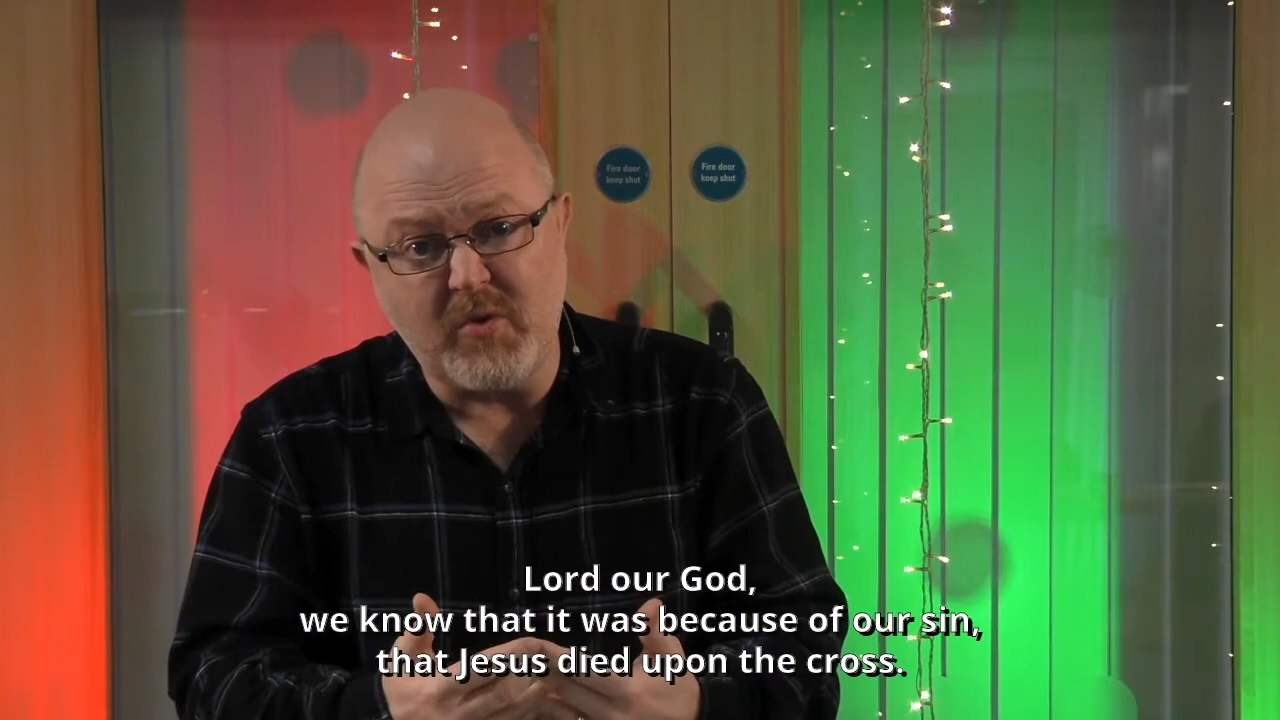 Fire door
keep shut
Fire door
keep shut
Lord our God,
we know that it was because of our sin,
that Jesus died upon the cross.